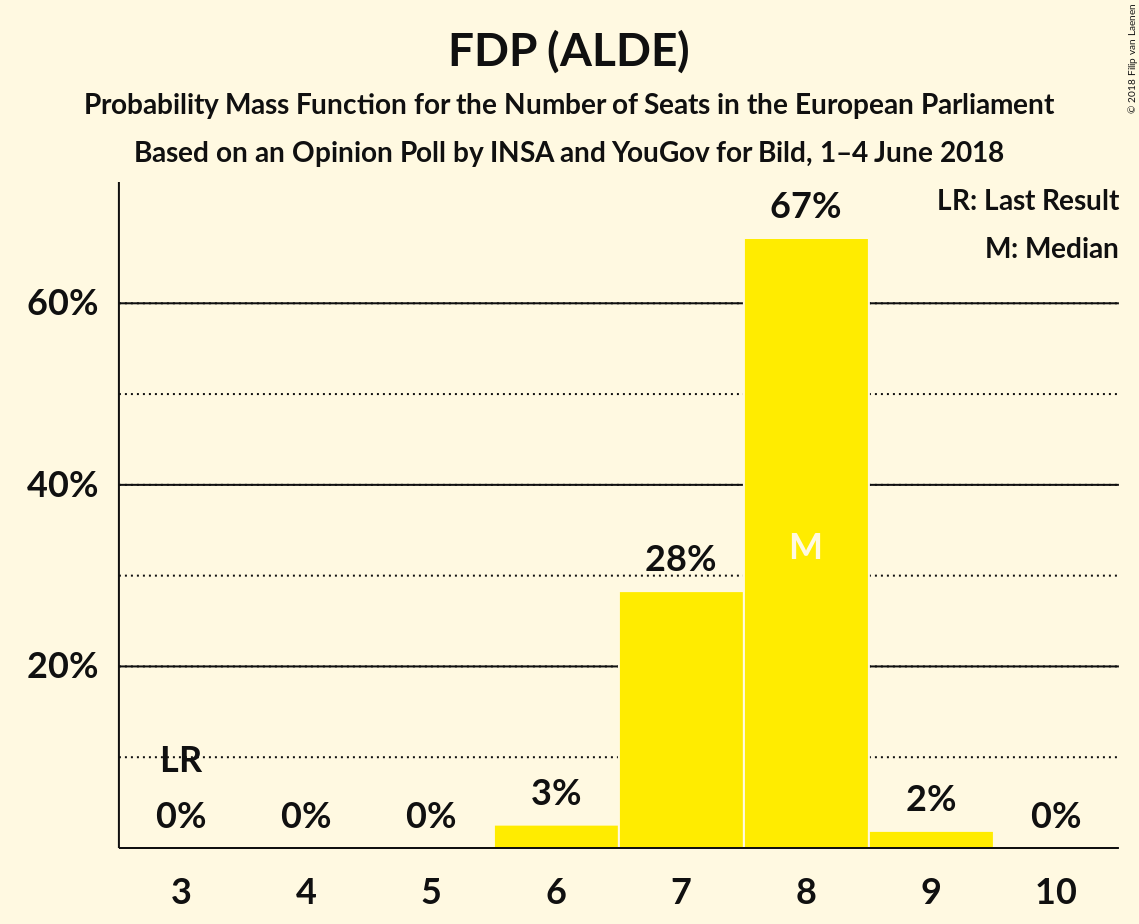 FDP (ALDE)
Probability Mass Function for the Number of Seats in the European Parliament
Based on an Opinion Poll by INSA and YouGov for Bild, 1–4 June 2018
© 2018 Filip van Laenen
LR: Last Result
M: Median
67%
60%
40%
M
28%
20%
LR
0%
0%
0%
3%
2%
0%
3
4
5
6
7
8
9
10